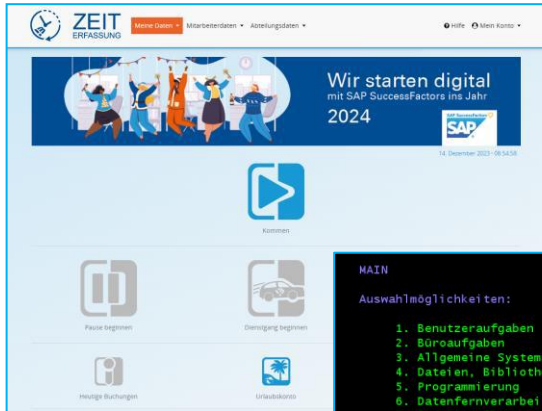 ZEIT
ERFASSUNG
Meine Daten
Mitarbeiterdaten
Abteilungsdaten
Hilfe
Mein Konto
Wir starten digital
mit SAP SuccessFactors ins Jahr
2024
SAP SuccessFactors
SAP
14. Dezember 2023 - 06:54:58
Kommen
Pause beginnen
Dienstgang beginnen
Heutige Buchungen
Urlaubskonto
MAIN
Auswahlmöglichkeiten:
1. Benutzeraufgaben
2. Büroaufgaben
3. Allgemeine System
4. Dateien, Biblioth
5. Programmierung
6. Datenfernverarbei